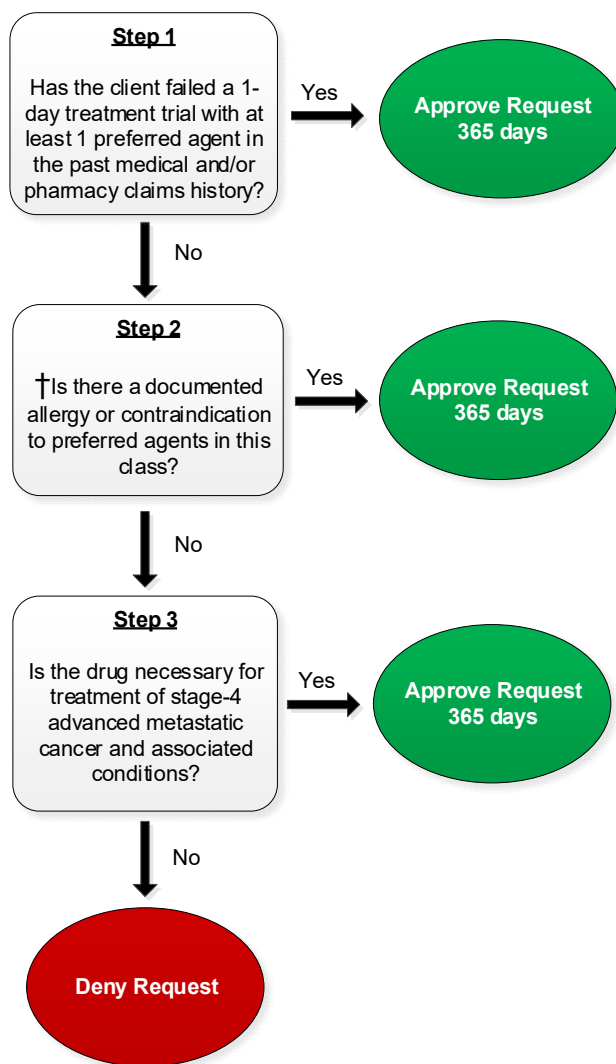 Step 1
Has the client failed a 1-
day treatment trial with at
least 1 preferred agent in
the past medical and/or
pharmacy claims history?
Yes
Approve Request
365 days
No
Step 2
†Is there a documented
allergy or contraindication
to preferred agents in this
class?
Yes
Approve Request
365 days
No
Step 3
Is the drug necessary for
treatment of stage-4
advanced metastatic
cancer and associated
conditions?
Yes
Approve Request
365 days
No
Deny Request